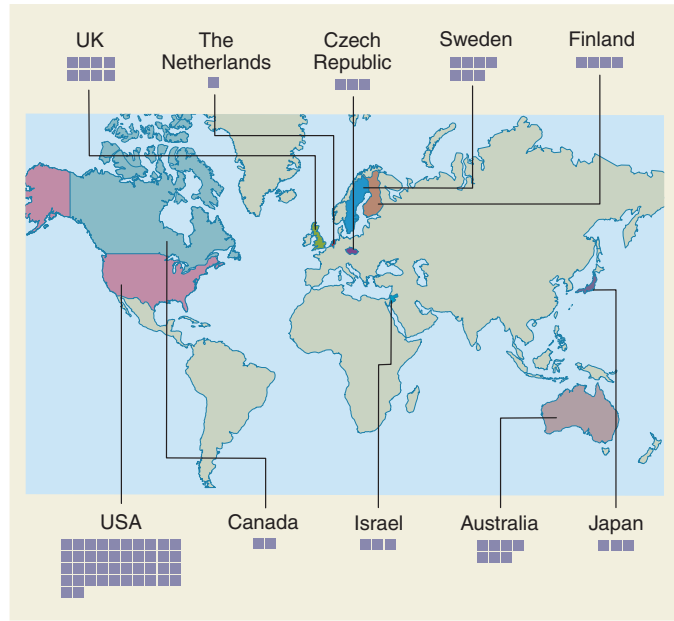 UK
The
Netherlands
Czech
Republic
Sweden
Finland
USA
Canada
Israel
Australia
Japan